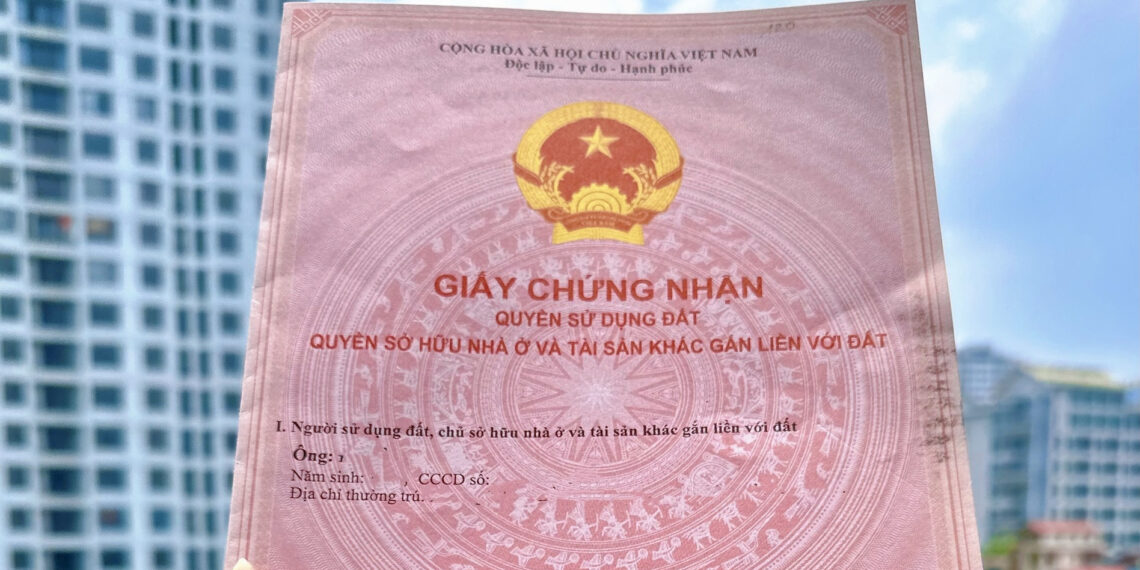 CỘNG HÒA XÃ HỘI CHỦ NGHĨA VIỆT NAM
Độc lập - Tự do - Hạnh phúc
GIẤY CHỨNG NHẬN
QUYỀN SỬ DỤNG ĐẤT
QUYỀN SỞ HỮU NHÀ Ở VÀ TÀI SẢN KHÁC GẮN LIỀN VỚI ĐẤT
I. Người sử dụng đất, chủ sở hữu nhà ở và tài sản khác gắn liền với đất
Ông:
Năm sinh: , CCCD số:
Địa chỉ thường trú.